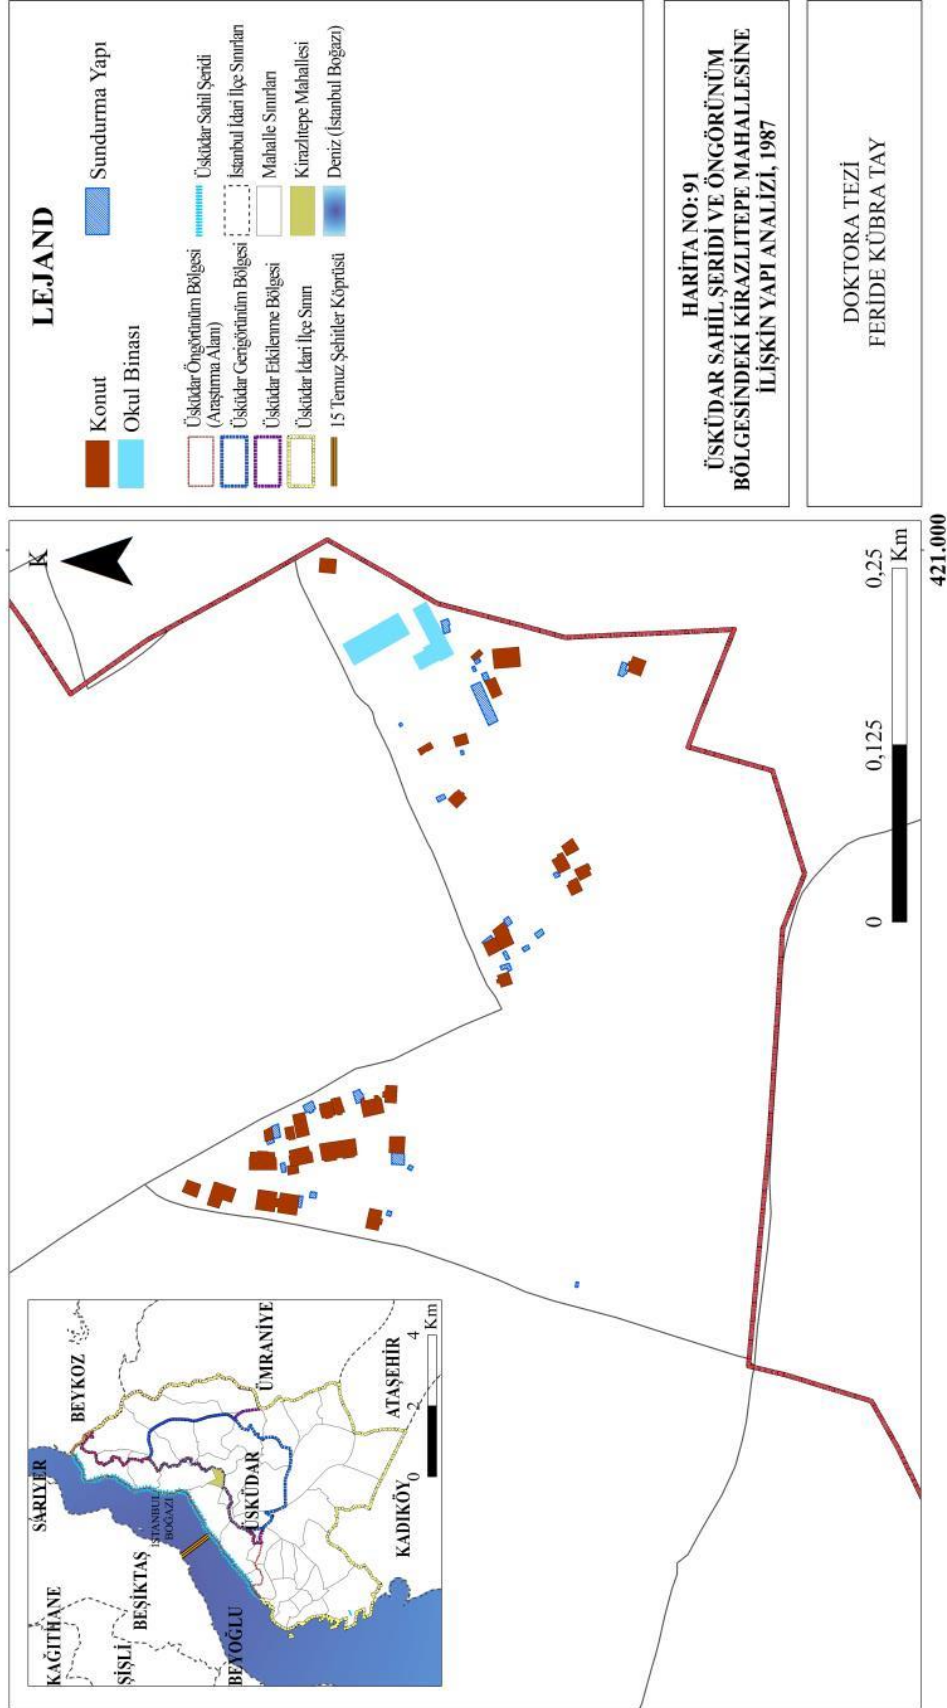 LEJAND
Konut
Okul Binası
Sundurma Yapı
Üsküdar Öngörünüm Bölgesi
(Araştırma Alanı)
Üsküdar Gerigörünüm Bölgesi
Üsküdar Etkilenme Bölgesi
Üsküdar İdari İlçe Sınırı
15 Temuz Şehitler Köprüsü
Üsküdar Sahil Şeridi
İstanbul İdari İlçe Sınırları
Mahalle Sınırları
Kirazlıtepe Mahallesi
Deniz (İstanbul Boğazı)
HARİTA NO: 91
ÜSKÜDAR SAHİL ŞERİDİ VE ÖNGÖRÜNÜM
BÖLGESİNDEKİ KİRAZLITEPE MAHALLESİNE
İLİŞKİN YAPI ANALİZİ, 1987
DOKTORA TEZİ
FERİDE KÜBRA TAY
K
0 0,125 0,25
Km
421.000
KAĞITHANE
SARIYER
BEYKOZ
ŞİŞLİ
BEŞİKTAŞ
İSTANBUL
BOĞAZI
BEYOĞLU
ÜSKÜDAR
ÜMRANİYE
KADIKÖY
ATAŞEHİR
0 2 4
Km